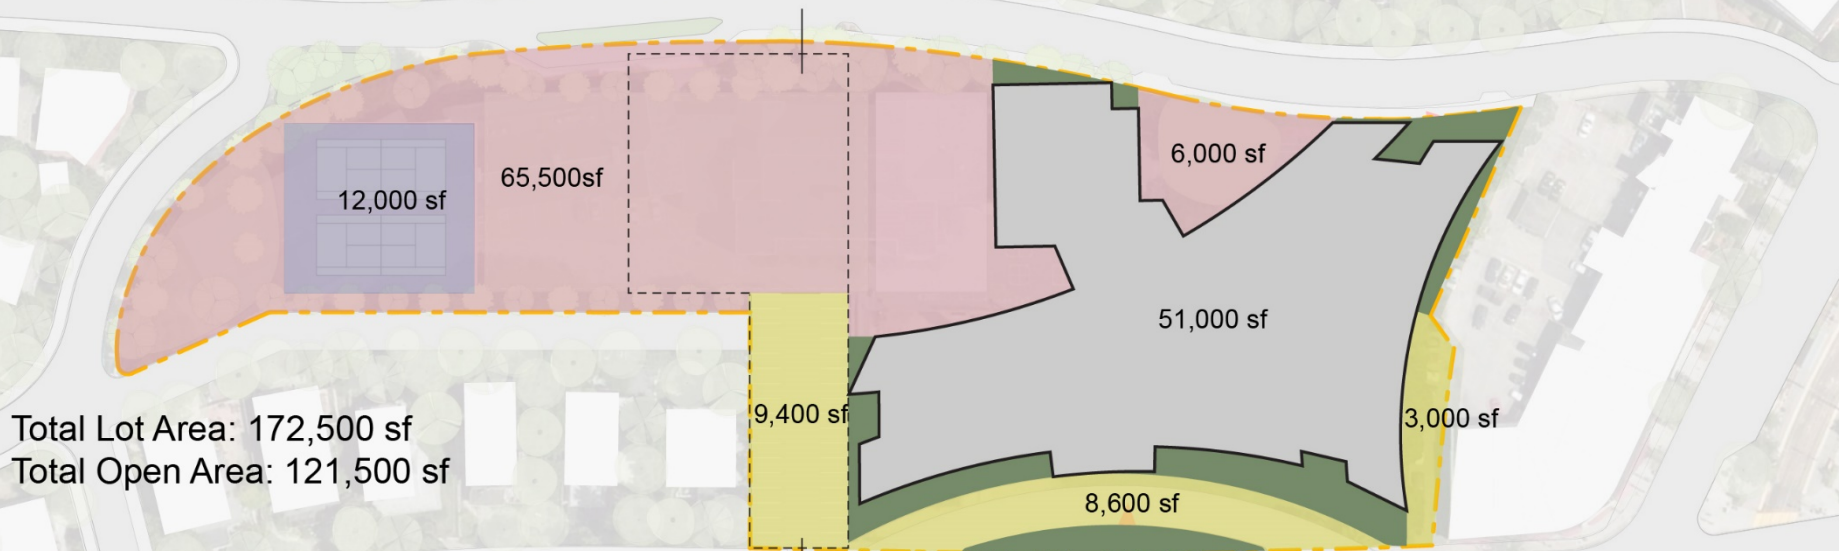 6,000 sf
65,500sf
12,000 sf
51,000 sf
9,400 sf
3,000 sf
Total Lot Area: 172,500 sf
Total Open Area: 121,500 sf
8,600 sf